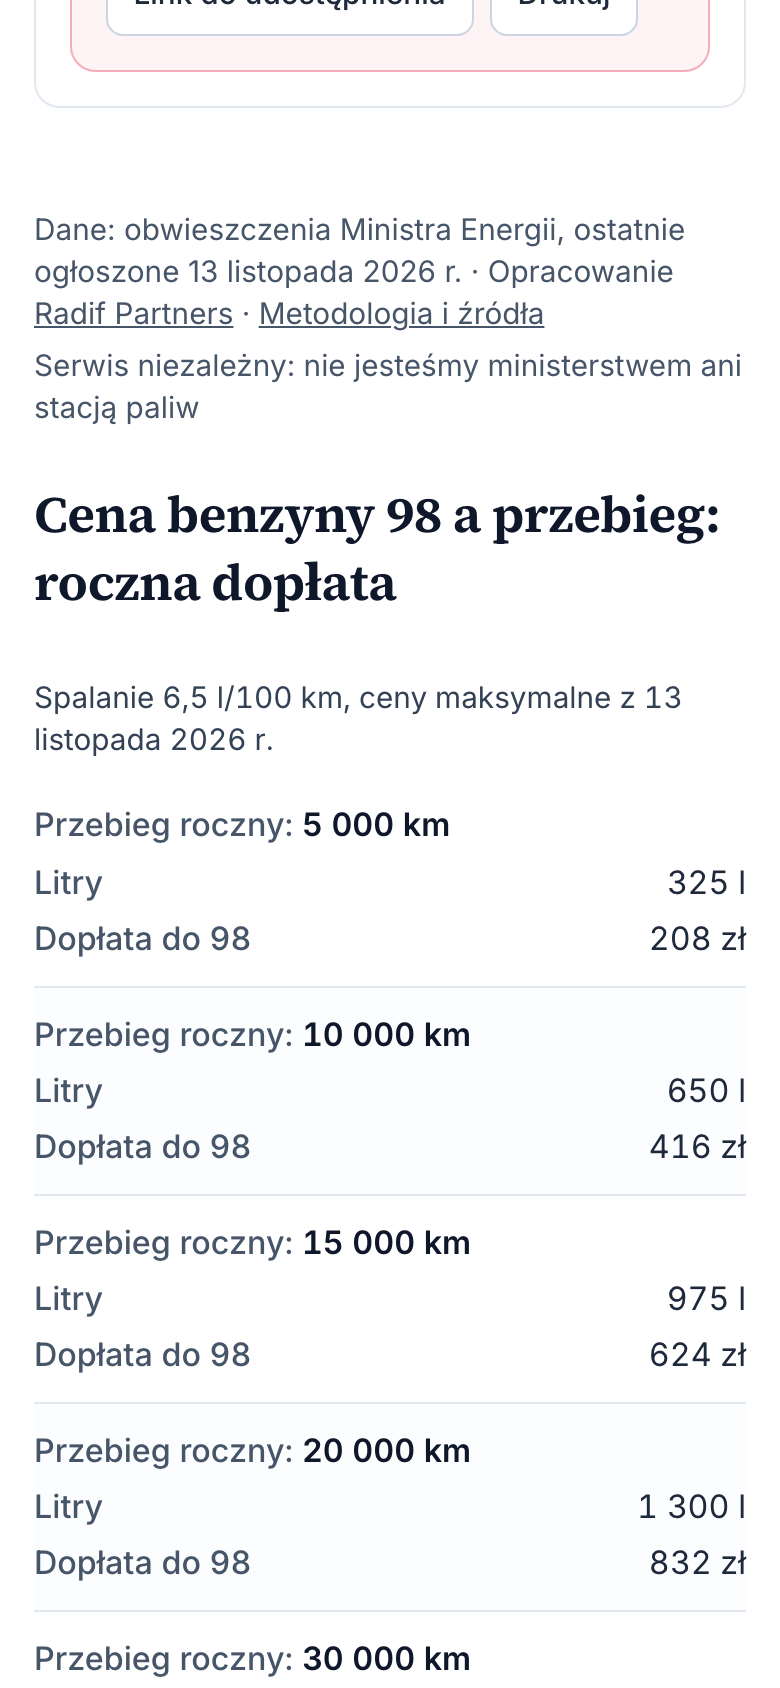 Link do udostępnienia Drukuj
Dane: obwieszczenia Ministra Energii, ostatnie
ogłoszone 13 listopada 2026 r. · Opracowanie
Radif Partners · Metodologia i źródła
Serwis niezależny: nie jesteśmy ministerstwem ani
stacją paliw
Cena benzyny 98 a przebieg:
roczna dopłata
Spalanie 6,5 l/100 km, ceny maksymalne z 13
listopada 2026 r.
Przebieg roczny: 5 000 km
Litry 325 l
Dopłata do 98 208 zł
Przebieg roczny: 10 000 km
Litry 650 l
Dopłata do 98 416 zł
Przebieg roczny: 15 000 km
Litry 975 l
Dopłata do 98 624 zł
Przebieg roczny: 20 000 km
Litry 1 300 l
Dopłata do 98 832 zł
Przebieg roczny: 30 000 km